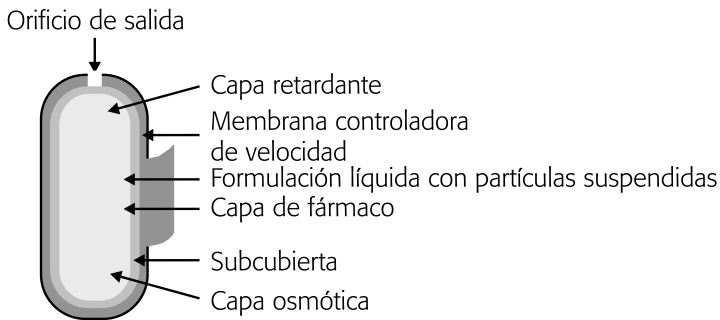 Orificio de salida
Capa retardante
Membrana controladora
de velocidad
Formulación líquida con partículas suspendidas
Capa de fármaco
Subcubierta
Capa osmótica